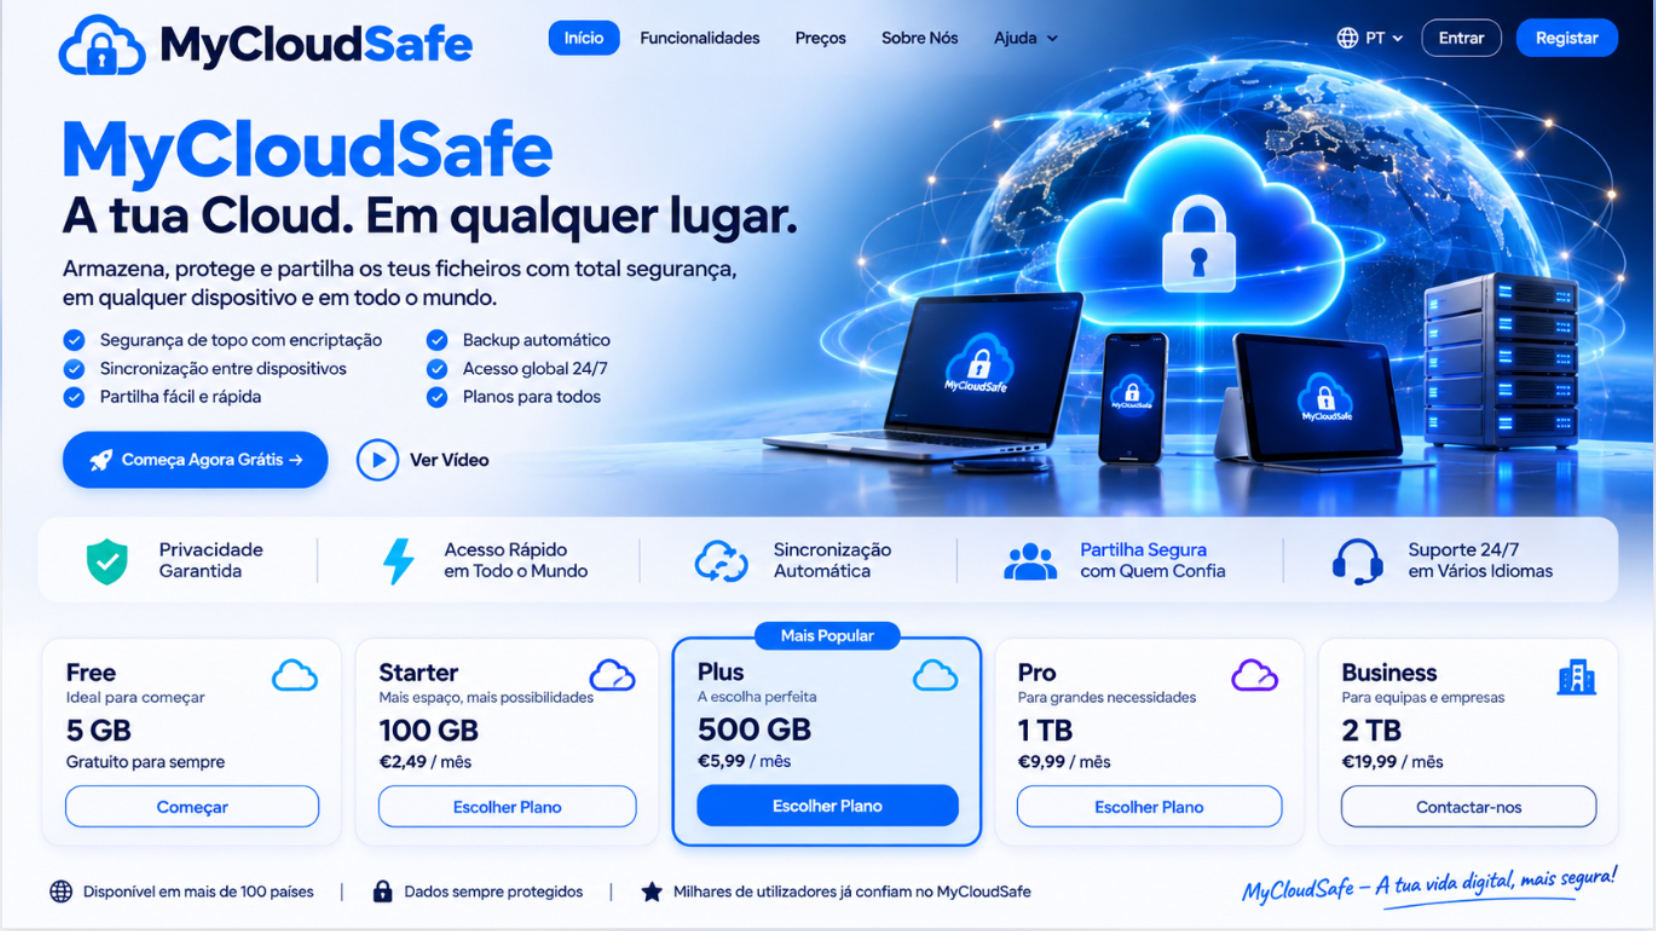 MyCloudSafe
Início
Funcionalidades
Preços
Sobre Nós
Ajuda
PT
Entrar
Registar
MyCloudSafe
A tua Cloud. Em qualquer lugar.
Armazena, protege e partilha os teus ficheiros com total segurança,
em qualquer dispositivo e em todo o mundo.
Segurança de topo com encriptação
Sincronização entre dispositivos
Partilha fácil e rápida
Backup automático
Acesso global 24/7
Planos para todos
Começa Agora Grátis →
Ver Vídeo
MyCloudSafe
MyCloudSafe
MyCloudSafe
Privacidade
Garantida
Acesso Rápido
em Todo o Mundo
Sincronização
Automática
Partilha Segura
com Quem Confia
Suporte 24/7
em Vários Idiomas
Free
Ideal para começar
5 GB
Gratuito para sempre
Começar
Starter
Mais espaço, mais possibilidades
100 GB
€2,49 / mês
Escolher Plano
Mais Popular
Plus
A escolha perfeita
500 GB
€5,99 / mês
Escolher Plano
Pro
Para grandes necessidades
1 TB
€9,99 / mês
Escolher Plano
Business
Para equipas e empresas
2 TB
€19,99 / mês
Contactar-nos
Disponível em mais de 100 países
Dados sempre protegidos
Milhares de utilizadores já confiam no MyCloudSafe
MyCloudSafe – A tua vida digital, mais segura!